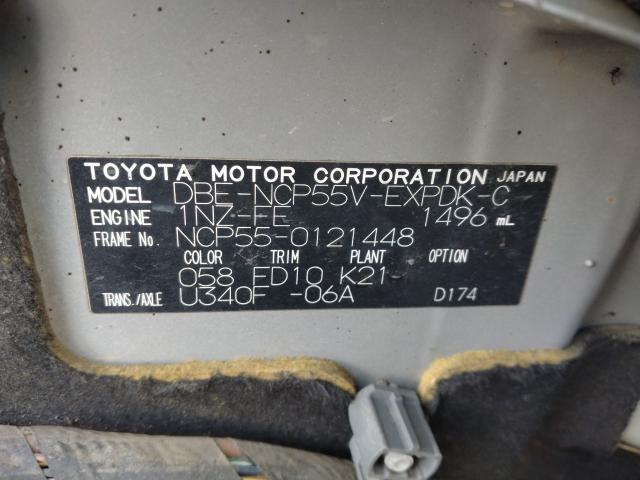 TOYOTA MOTOR CORPORATION JAPAN
MODEL DBE-NCP55V-EXPDK-C
ENGINE 1NZ-FE 1496 mL
FRAME No. NCP55-0121448
COLOR TRIM PLANT OPTION
058 FD10 K21
TRANS./AXLE U340F -06A D174